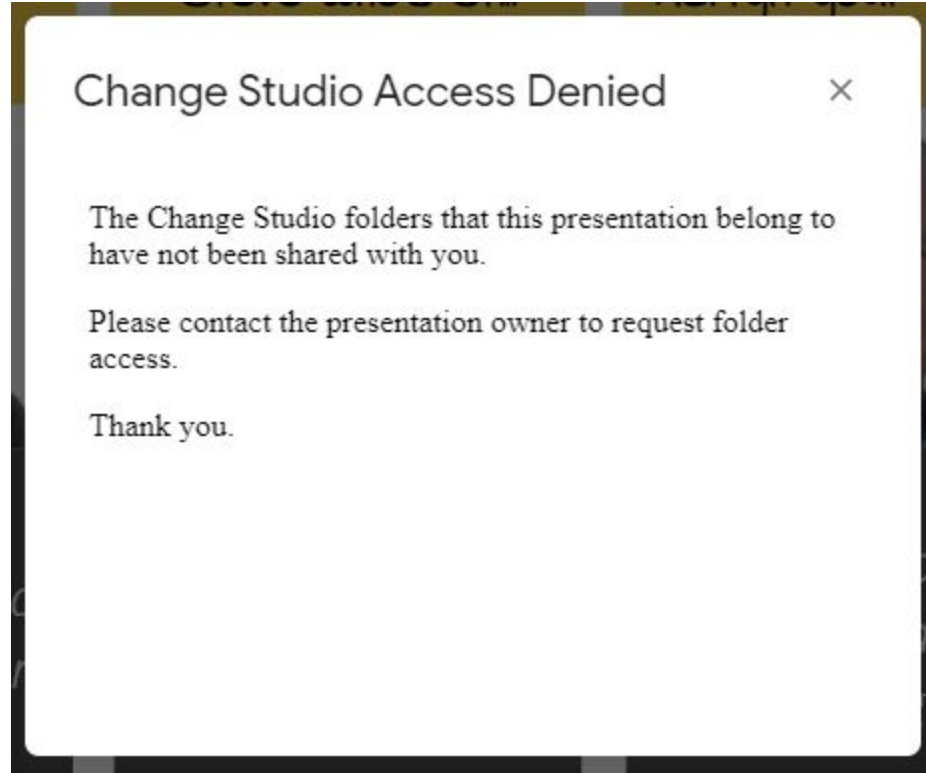 Change Studio Access Denied
The Change Studio folders that this presentation belong to
have not been shared with you.
Please contact the presentation owner to request folder
access.
Thank you.